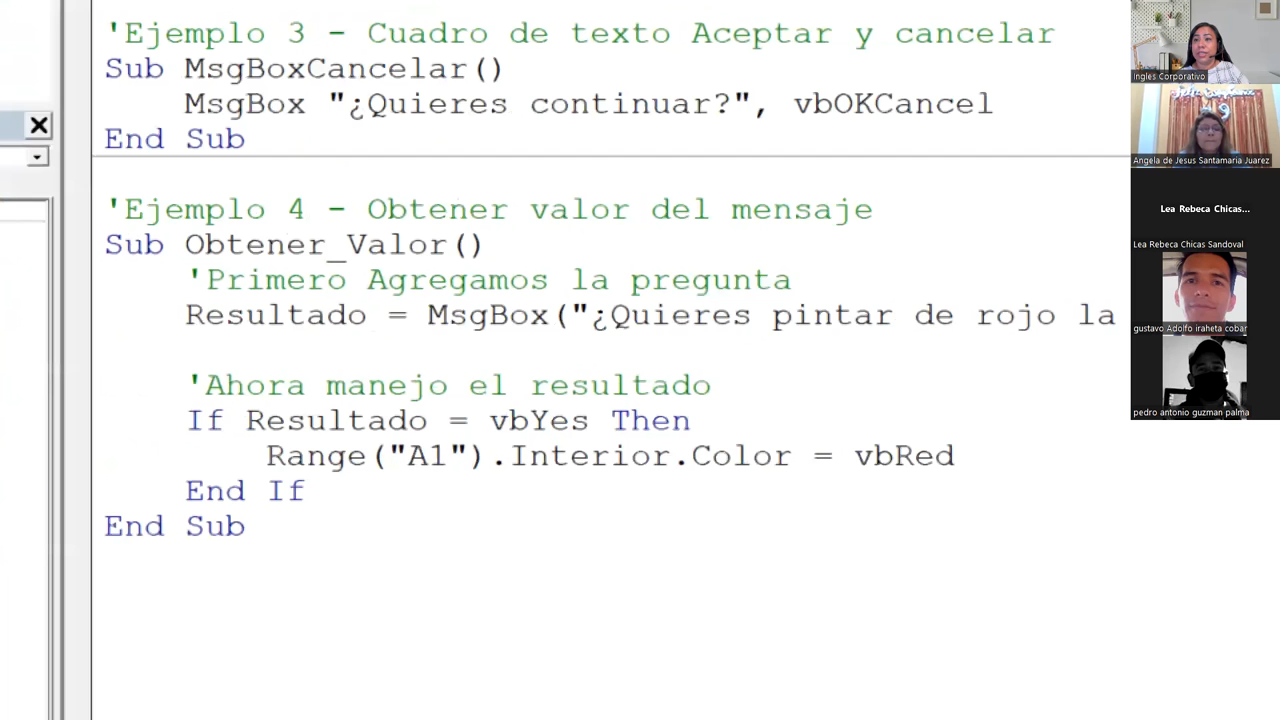 'Ejemplo 3 - Cuadro de texto Aceptar y cancelar
Sub MsgBoxCancelar()
MsgBox "¿Quieres continuar?", vbOKCancel
End Sub
'Ejemplo 4 - Obtener valor del mensaje
Sub Obtener_Valor()
'Primero Agregamos la pregunta
Resultado = MsgBox("¿Quieres pintar de rojo la
'Ahora manejo el resultado
If Resultado = vbYes Then
Range("A1").Interior.Color = vbRed
End If
End Sub
Ingles Corporativo
Angela de Jesus Santamaria Juarez
Lea Rebeca Chicas...
Lea Rebeca Chicas Sandoval
gustavo Adolfo iraheta cobar
pedro antonio guzman palma